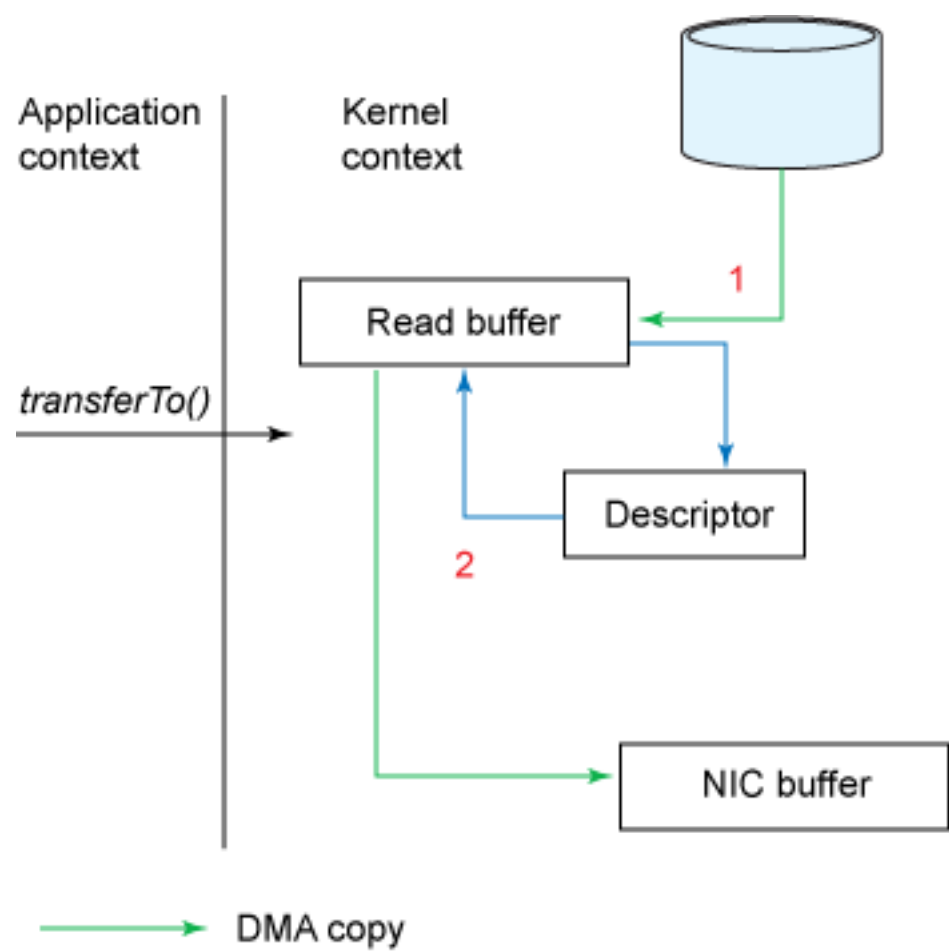 Application
context
Kernel
context
1
Read buffer
transferTo()
Descriptor
2
NIC buffer
DMA copy